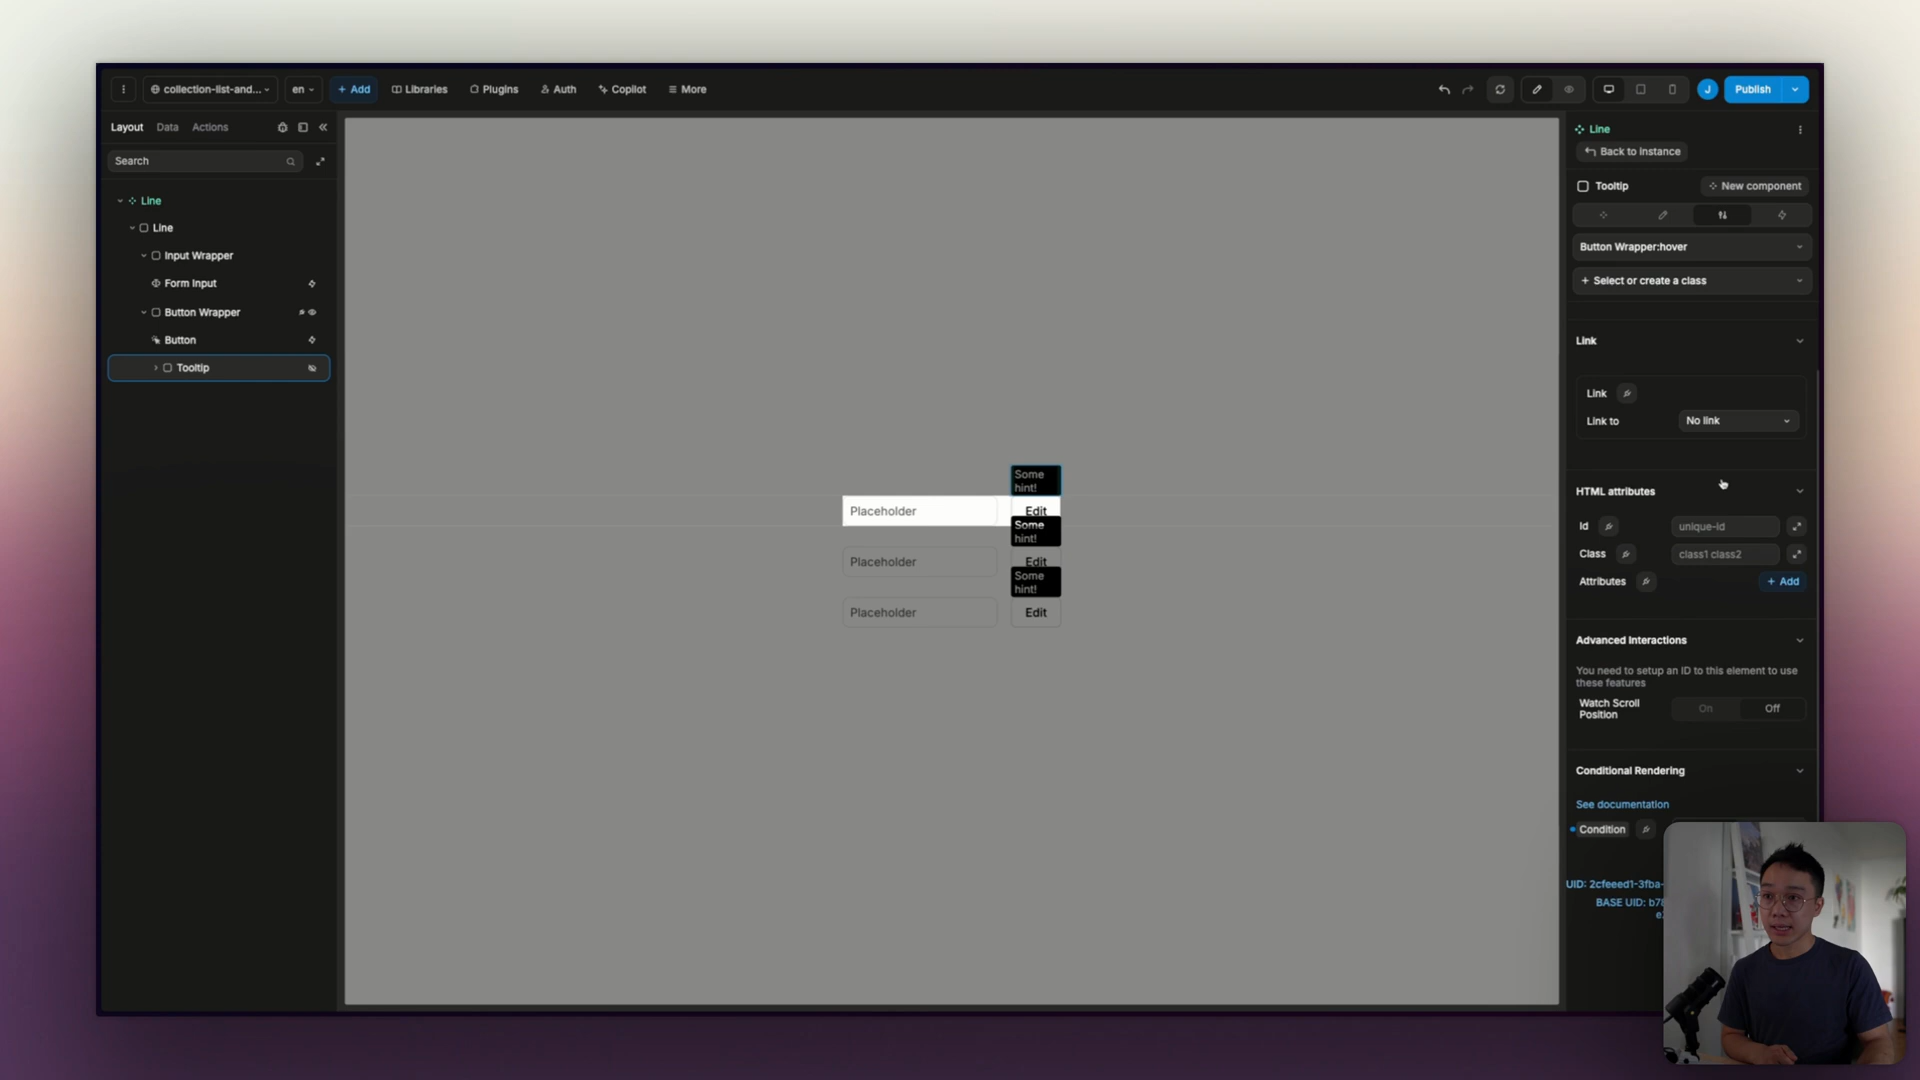 collection-list-and...
en
+ Add
Libraries
Plugins
Auth
Copilot
More
J
Publish
Layout
Data
Actions
Search
Line
Line
Input Wrapper
Form Input
Button Wrapper
Button
Tooltip
Some
hint!
Placeholder
Edit
Some
hint!
Placeholder
Edit
Some
hint!
Placeholder
Edit
Line
Back to instance
Tooltip
New component
Button Wrapper:hover
+ Select or create a class
Link
Link
Link to
No link
HTML attributes
Id
unique-id
Class
class1 class2
Attributes
+ Add
Advanced Interactions
You need to setup an ID to this element to use
these features
Watch Scroll
Position
On
Off
Conditional Rendering
See documentation
Condition
UID: 2cfeeed1-3fba-
BASE UID: b78